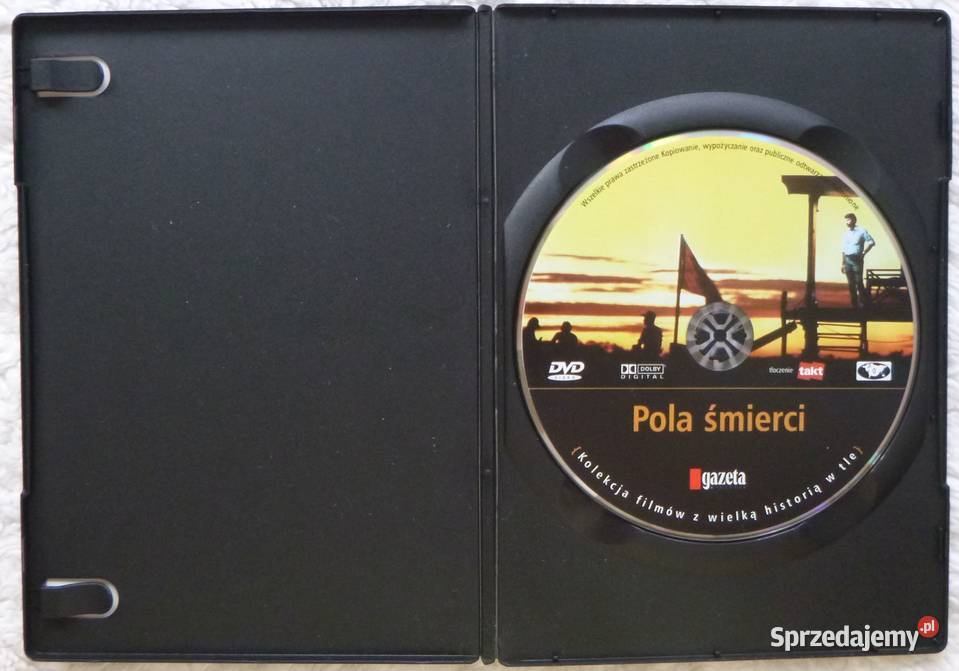 Wszelkie prawa zastrzeżone Kopiowanie, wypożyczanie oraz publiczne
DVD
VIDEO
DOLBY
DIGITAL
tłoczenie takt
Pola śmierci
gazeta
(Kolekcja filmów z wielką historią w tle)
Sprzedajemy.pl